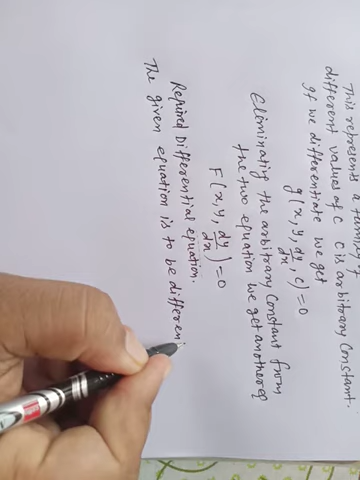 This represents a family of
different values of c c is arbitrary Constant.
If we differentiate we get
g(x, y, dy/dx, c) = 0
Eliminating the arbitrary Constant from
the two equation we get another eq
F(x, y, dy/dx) = 0
Required Differential equation.
The given equation is to be differen